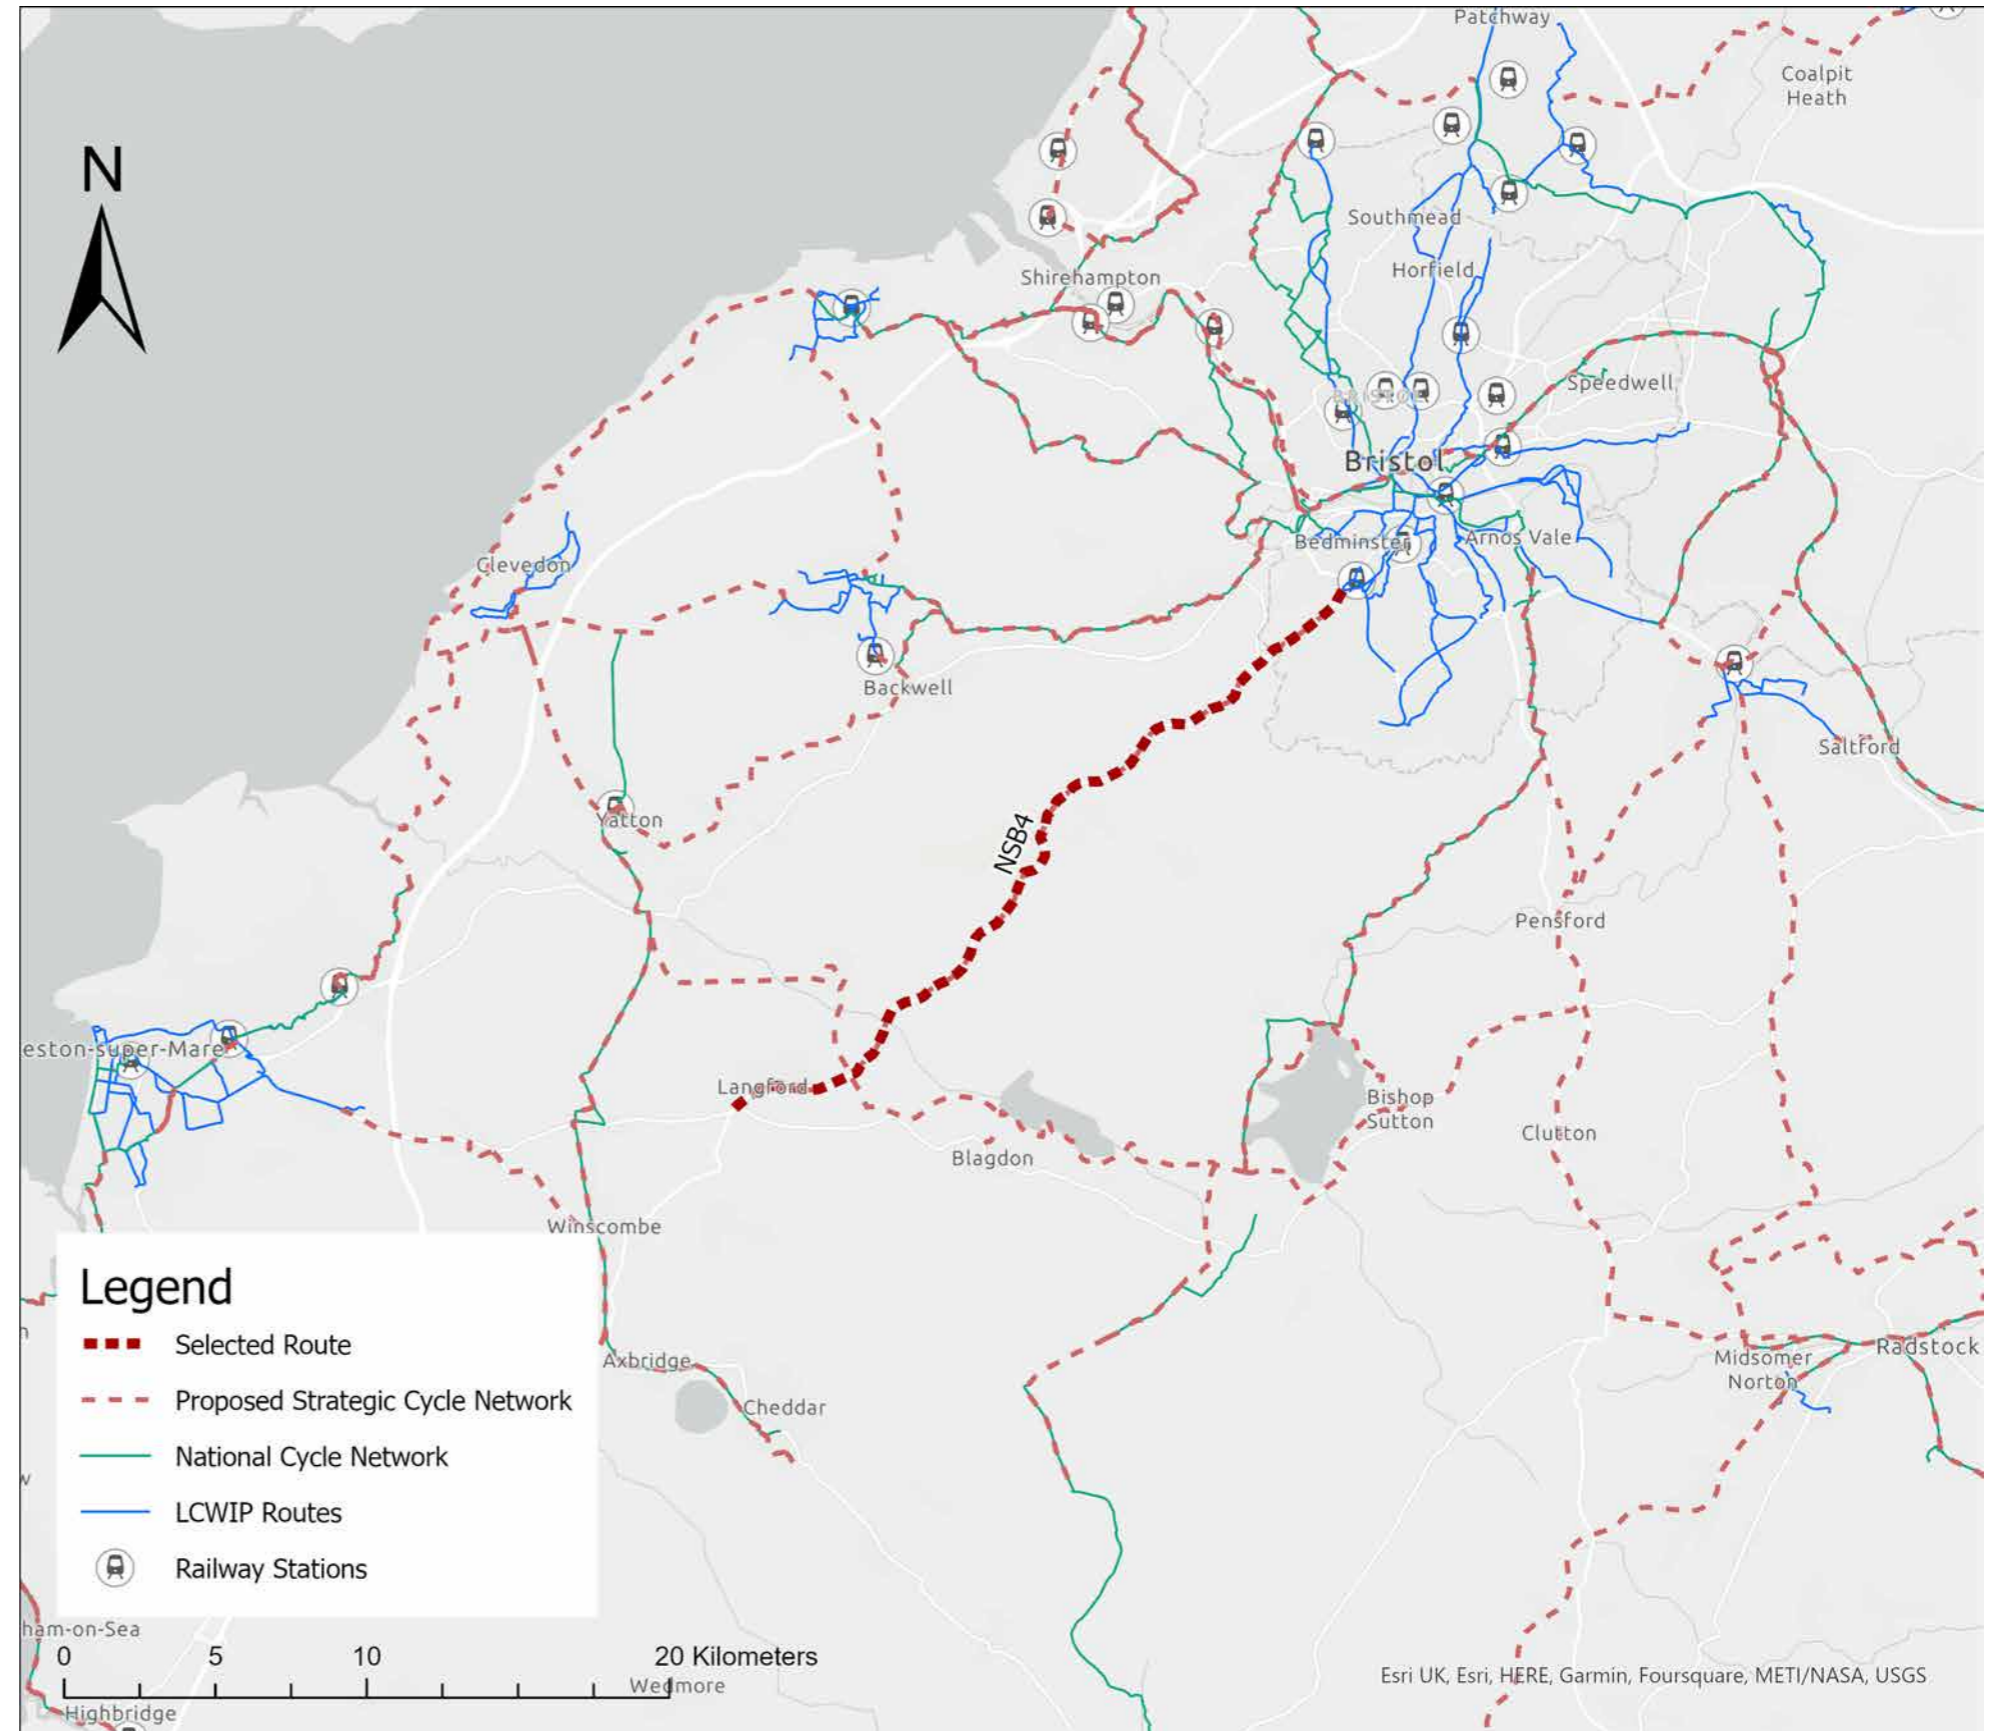 Patchway
Coalpit
Heath
N
Southmead
Horfield
Shirehampton
Speedwell
BRISTOL
Bristol
Bedminster
Arnos Vale
Clevedon
Backwell
Saltford
Yatton
NSB4
Pensford
eston-super-Mare
Langford
Bishop
Sutton
Clutton
Blagdon
Winscombe
Legend
Selected Route
Proposed Strategic Cycle Network
National Cycle Network
LCWIP Routes
Railway Stations
Axbridge
Cheddar
Radstock
Midsomer
Norton
ham-on-Sea
0 5 10 20 Kilometers
Wedmore
Highbridge
Esri UK, Esri, HERE, Garmin, Foursquare, METI/NASA, USGS